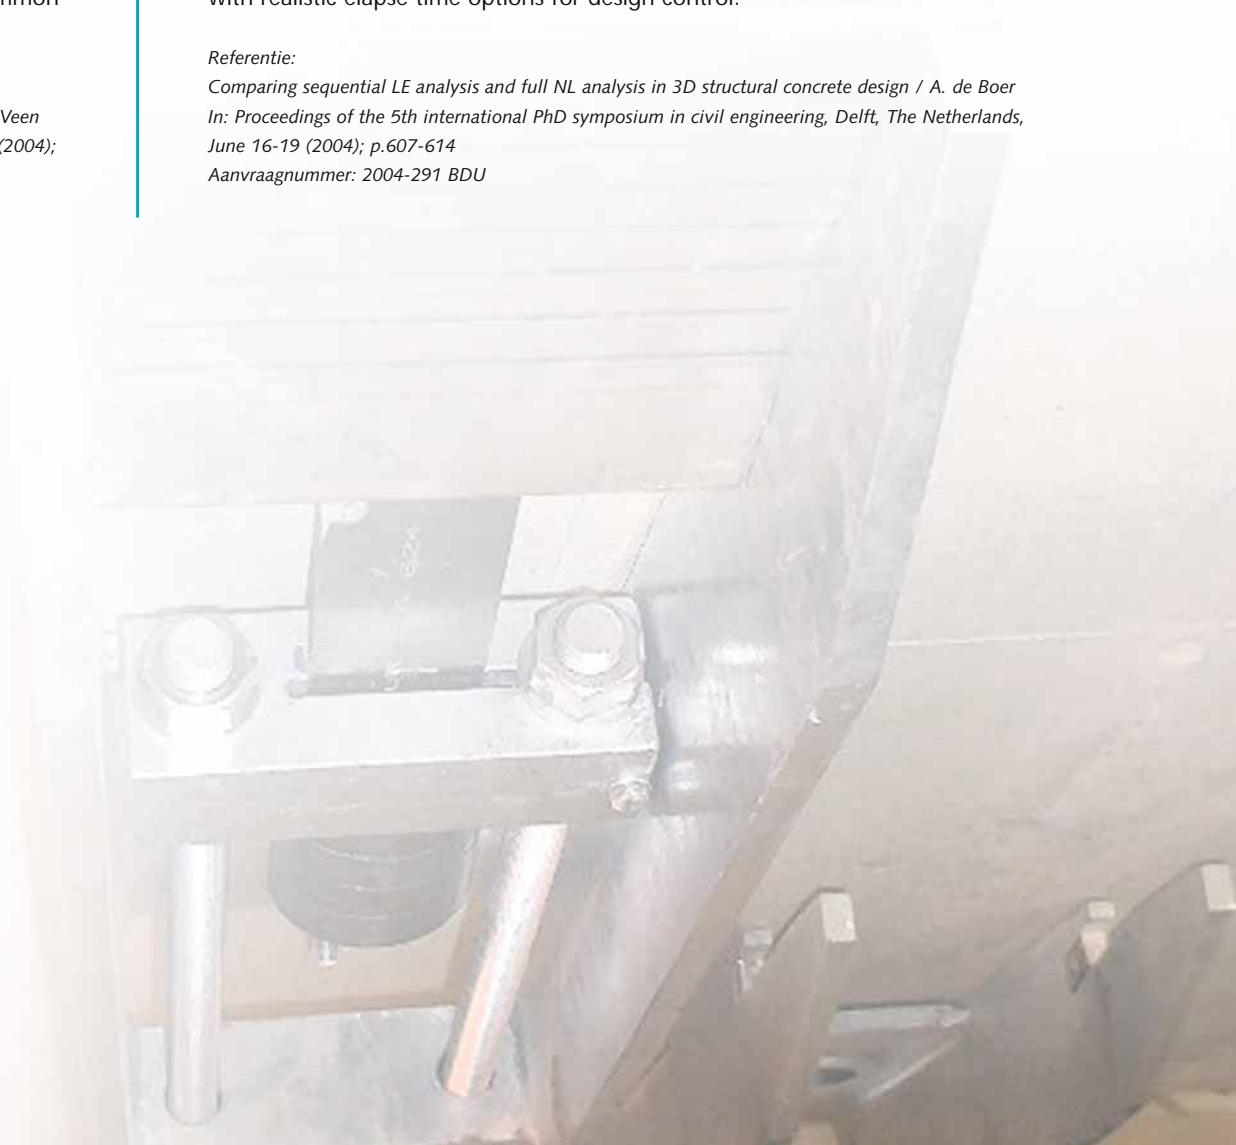 Veen
(2004);
with realistic elapse time options for design control.
Referentie:
Comparing sequential LE analysis and full NL analysis in 3D structural concrete design / A. de Boer
In: Proceedings of the 5th international PhD symposium in civil engineering, Delft, The Netherlands,
June 16-19 (2004); p.607-614
Aanvraagnummer: 2004-291 BDU